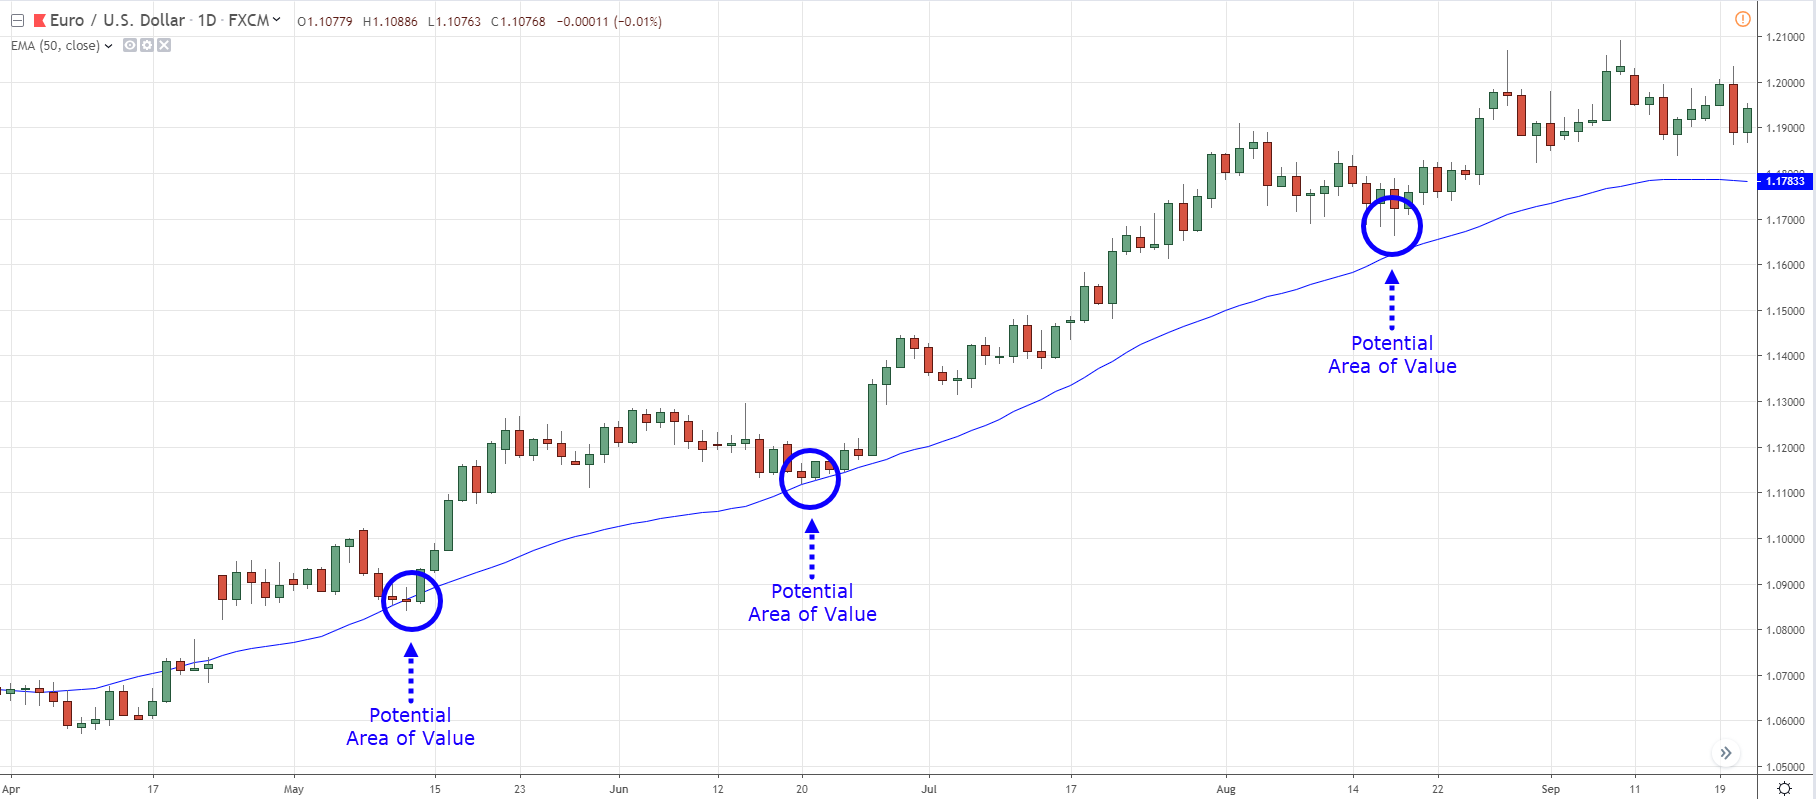 Euro / U.S. Dollar · 1D · FXCM O1.10779 H1.10886 L1.10763 C1.10768 −0.00011 (−0.01%)
EMA (50, close)
1.21000
1.20000
1.19000
1.17833
1.17000
1.16000
1.15000
1.14000
1.13000
1.12000
1.11000
1.10000
1.09000
1.08000
1.07000
1.06000
1.05000
Potential
Area of Value
Potential
Area of Value
Potential
Area of Value
Apr 17 May 15 23 Jun 12 20 Jul 17 Aug 14 22 Sep 11 19